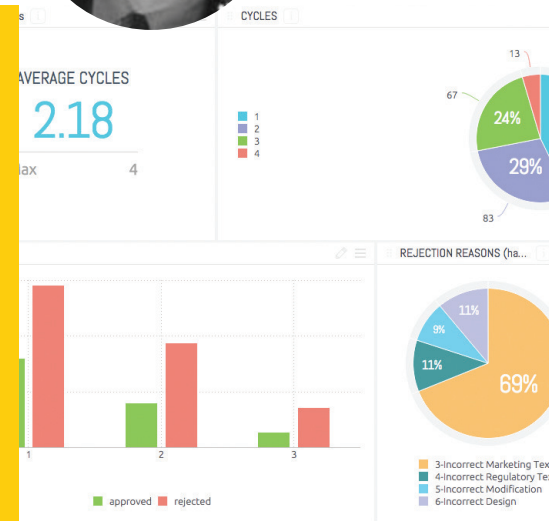 s
CYCLES
AVERAGE CYCLES
2.18
4
1
2
3
4
13
67
24%
29%
83
REJECTION REASONS (ha...
11%
9%
11%
69%
1
2
3
approved
rejected
3-Incorrect Marketing Tex
4-Incorrect Regulatory Te
5-Incorrect Modification
6-Incorrect Design